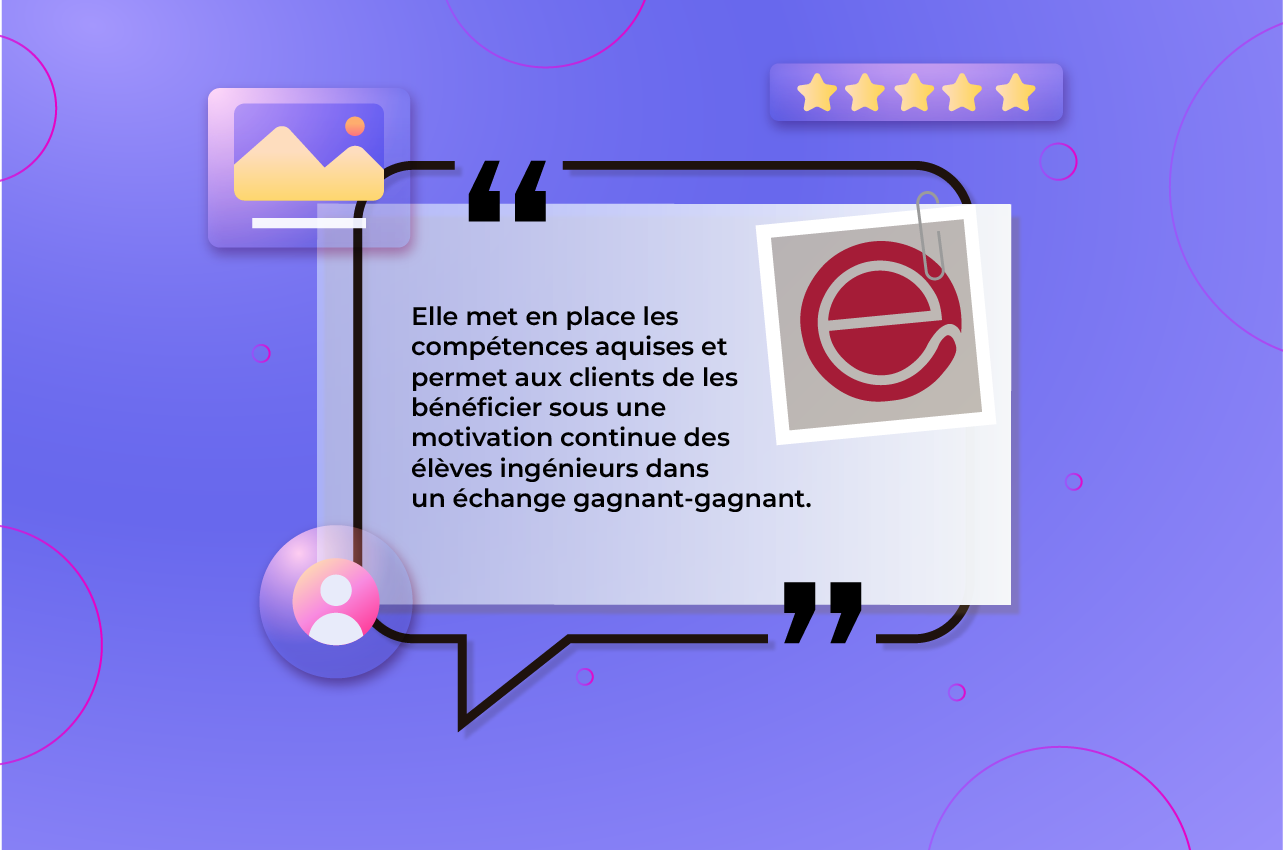 Elle met en place les
compétences aquises et
permet aux clients de les
bénéficier sous une
motivation continue des
élèves ingénieurs dans
un échange gagnant-gagnant.